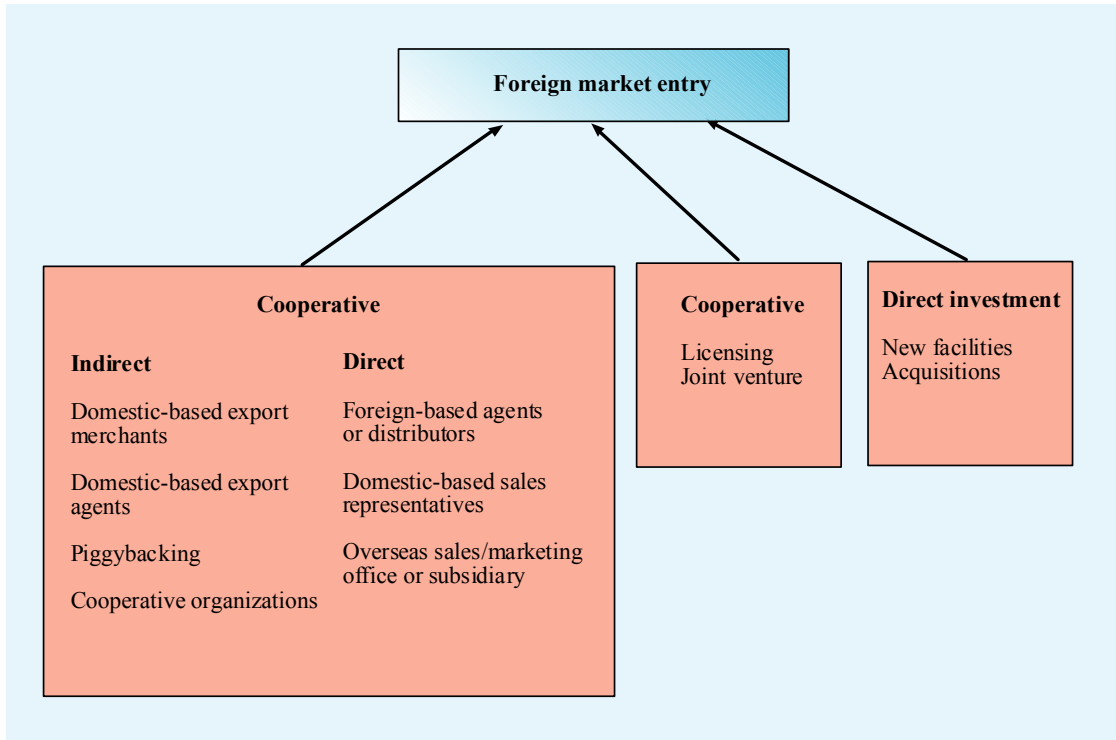 Foreign market entry
Cooperative
Indirect
Domestic-based export
merchants
Domestic-based export
agents
Piggybacking
Cooperative organizations
Direct
Foreign-based agents
or distributors
Domestic-based sales
representatives
Overseas sales/marketing
office or subsidiary
Cooperative
Licensing
Joint venture
Direct investment
New facilities
Acquisitions